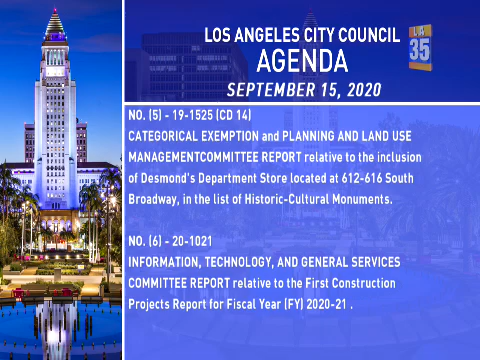 LOS ANGELES CITY COUNCIL
AGENDA
SEPTEMBER 15, 2020
LA
35
NO. (5) - 19-1525 (CD 14)
CATEGORICAL EXEMPTION and PLANNING AND LAND USE
MANAGEMENTCOMMITTEE REPORT relative to the inclusion
of Desmond's Department Store located at 612-616 South
Broadway, in the list of Historic-Cultural Monuments.
NO. (6) - 20-1021
INFORMATION, TECHNOLOGY, AND GENERAL SERVICES
COMMITTEE REPORT relative to the First Construction
Projects Report for Fiscal Year (FY) 2020-21 .